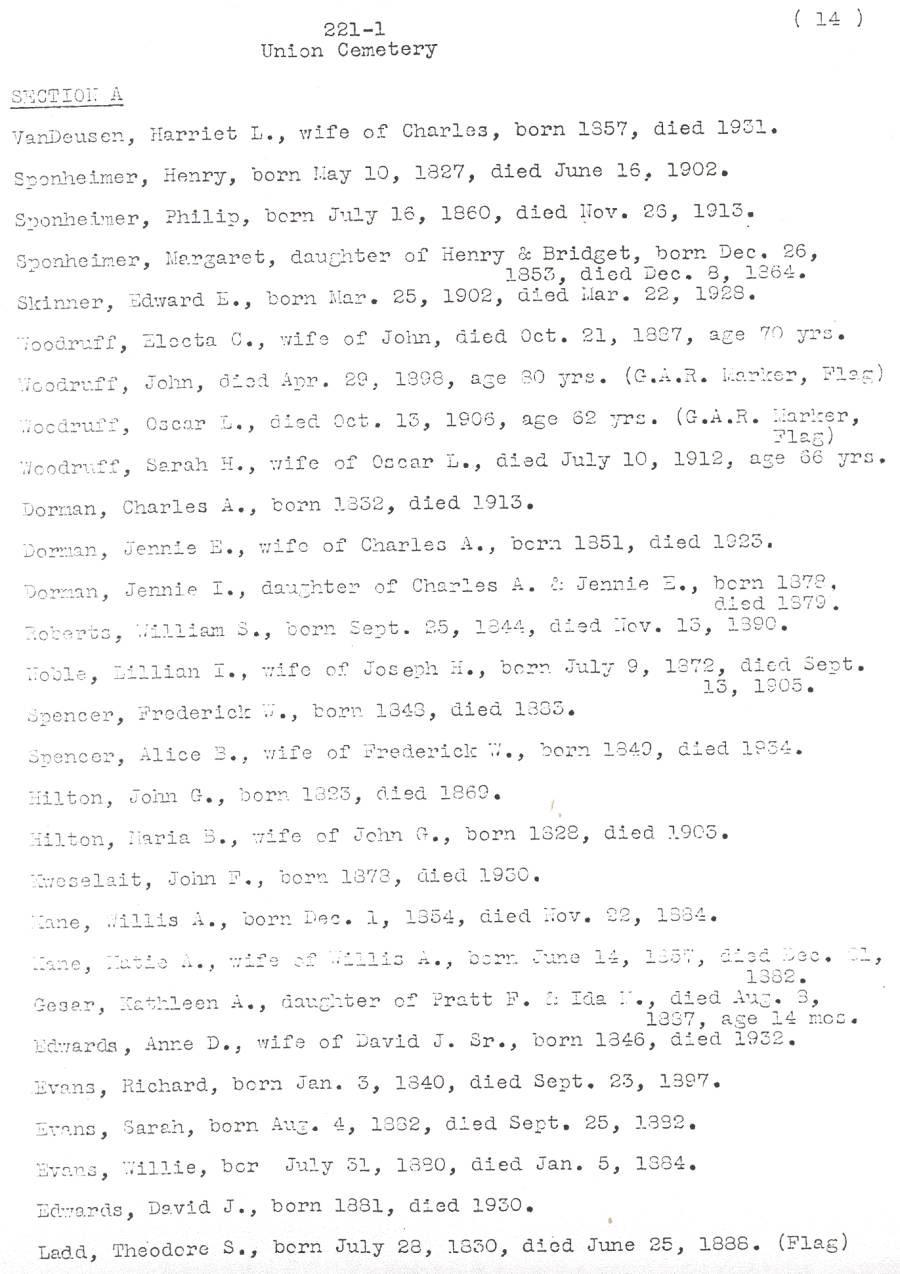 ( 14 )
221-1
Union Cemetery
SECTION A
VanDeusen, Harriet L., wife of Charles, born 1857, died 1931.
Sponheimer, Henry, born May 10, 1827, died June 16, 1902.
Sponheimer, Philip, born July 16, 1860, died Nov. 26, 1913.
Sponheimer, Margaret, daughter of Henry & Bridget, born Dec. 26,
1853, died Dec. 8, 1864.
Skinner, Edward E., born Mar. 25, 1902, died Mar. 22, 1928.
Woodruff, Electa C., wife of John, died Oct. 21, 1887, age 70 yrs.
Woodruff, John, died Apr. 29, 1898, age 80 yrs. (G.A.R. Marker, Flag)
Woodruff, Oscar L., died Oct. 13, 1906, age 62 yrs. (G.A.R. Marker,
Flag)
Woodruff, Sarah H., wife of Oscar L., died July 10, 1912, age 66 yrs.
Dorman, Charles A., born 1832, died 1913.
Dorman, Jennie E., wife of Charles A., born 1851, died 1923.
Dorman, Jennie I., daughter of Charles A. & Jennie E., born 1878,
died 1879.
Roberts, William S., born Sept. 25, 1844, died Nov. 13, 1890.
Noble, Lillian I., wife of Joseph H., born July 9, 1872, died Sept.
13, 1905.
Spencer, Frederick W., born 1848, died 1883.
Spencer, Alice B., wife of Frederick W., born 1849, died 1934.
Hilton, John G., born 1823, died 1869.
Hilton, Maria B., wife of John G., born 1828, died 1903.
Kweselait, John F., born 1878, died 1930.
Mane, Willis A., born Dec. 1, 1854, died Nov. 22, 1884.
Mane, Katie A., wife of Willis A., born June 14, 1857, died Dec. 21,
1882.
Gesar, Kathleen A., daughter of Pratt F. & Ida N., died Aug. 3,
1887, age 14 mos.
Edwards, Anne D., wife of David J. Sr., born 1846, died 1932.
Evans, Richard, born Jan. 3, 1840, died Sept. 23, 1897.
Evans, Sarah, born Aug. 4, 1882, died Sept. 25, 1882.
Evans, Willie, bor July 31, 1880, died Jan. 5, 1884.
Edwards, David J., born 1881, died 1930.
Ladd, Theodore S., born July 28, 1830, died June 25, 1888. (Flag)